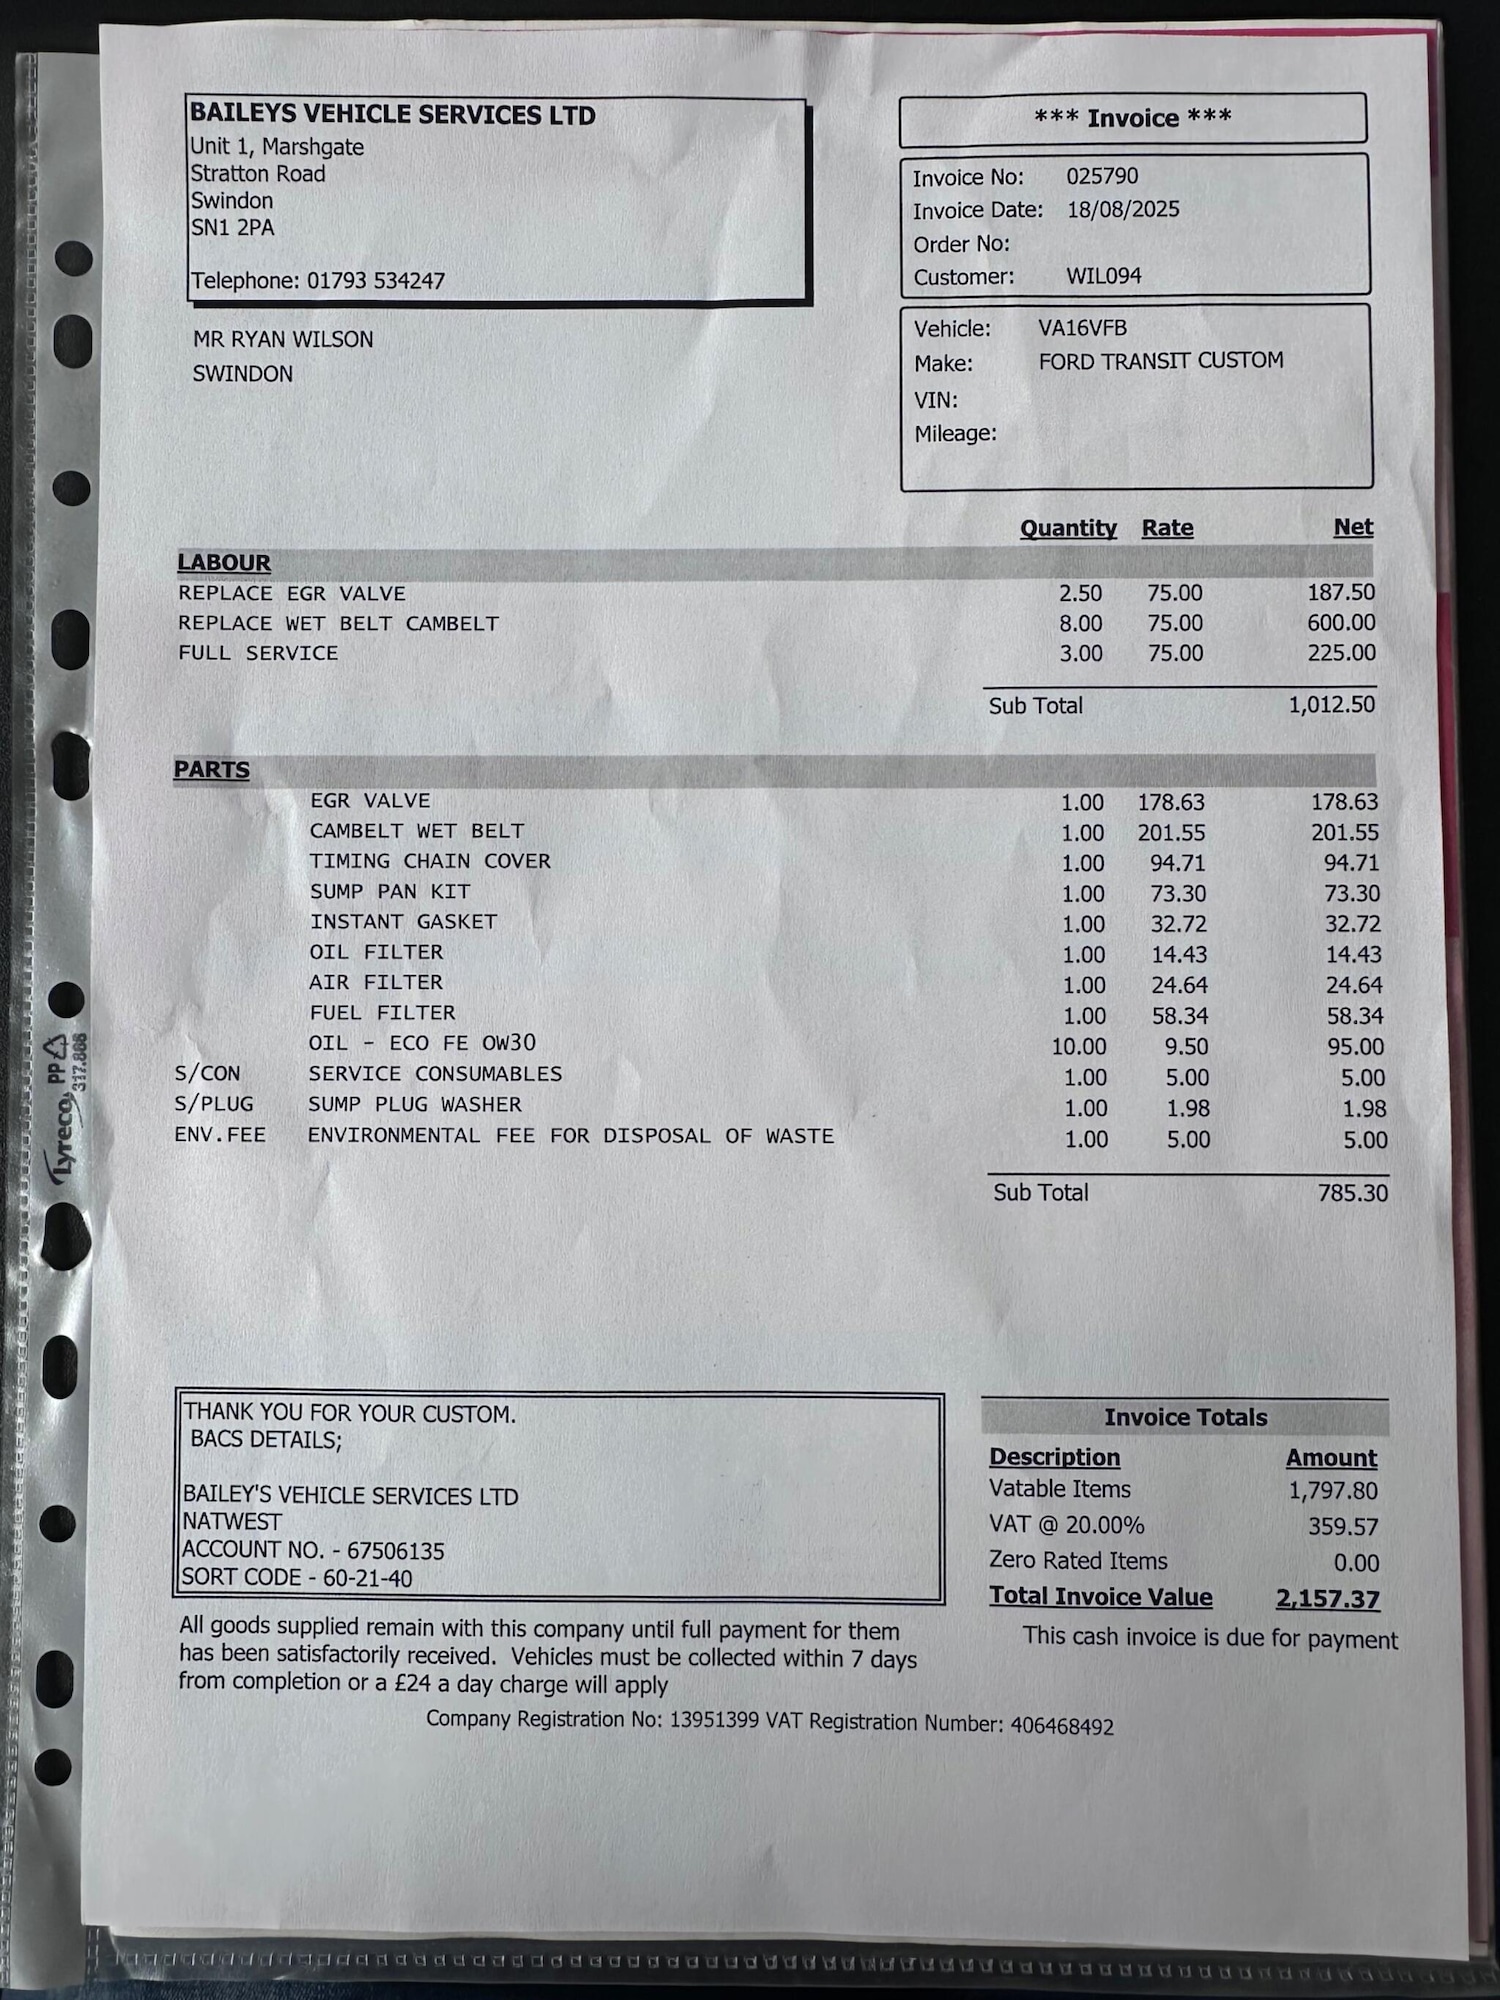 BAILEYS VEHICLE SERVICES LTD
Unit 1, Marshgate
Stratton Road
Swindon
SN1 2PA
Telephone: 01793 534247
*** Invoice ***
Invoice No: 025790
Invoice Date: 18/08/2025
Order No:
Customer: WIL094
MR RYAN WILSON
SWINDON
Vehicle: VA16VFB
Make: FORD TRANSIT CUSTOM
VIN:
Mileage:
Quantity Rate Net
LABOUR
REPLACE EGR VALVE 2.50 75.00 187.50
REPLACE WET BELT CAMBELT 8.00 75.00 600.00
FULL SERVICE 3.00 75.00 225.00
Sub Total 1,012.50
PARTS
EGR VALVE 1.00 178.63 178.63
CAMBELT WET BELT 1.00 201.55 201.55
TIMING CHAIN COVER 1.00 94.71 94.71
SUMP PAN KIT 1.00 73.30 73.30
INSTANT GASKET 1.00 32.72 32.72
OIL FILTER 1.00 14.43 14.43
AIR FILTER 1.00 24.64 24.64
FUEL FILTER 1.00 58.34 58.34
OIL - ECO FE OW30 10.00 9.50 95.00
S/CON SERVICE CONSUMABLES 1.00 5.00 5.00
S/PLUG SUMP PLUG WASHER 1.00 1.98 1.98
ENV.FEE ENVIRONMENTAL FEE FOR DISPOSAL OF WASTE 1.00 5.00 5.00
Sub Total 785.30
THANK YOU FOR YOUR CUSTOM.
BACS DETAILS;
BAILEY'S VEHICLE SERVICES LTD
NATWEST
ACCOUNT NO. - 67506135
SORT CODE - 60-21-40
Invoice Totals
Description Amount
Vatable Items 1,797.80
VAT @ 20.00% 359.57
Zero Rated Items 0.00
Total Invoice Value 2,157.37
This cash invoice is due for payment
All goods supplied remain with this company until full payment for them
has been satisfactorily received. Vehicles must be collected within 7 days
from completion or a £24 a day charge will apply
Company Registration No: 13951399 VAT Registration Number: 406468492
Lyreco PP
317.868